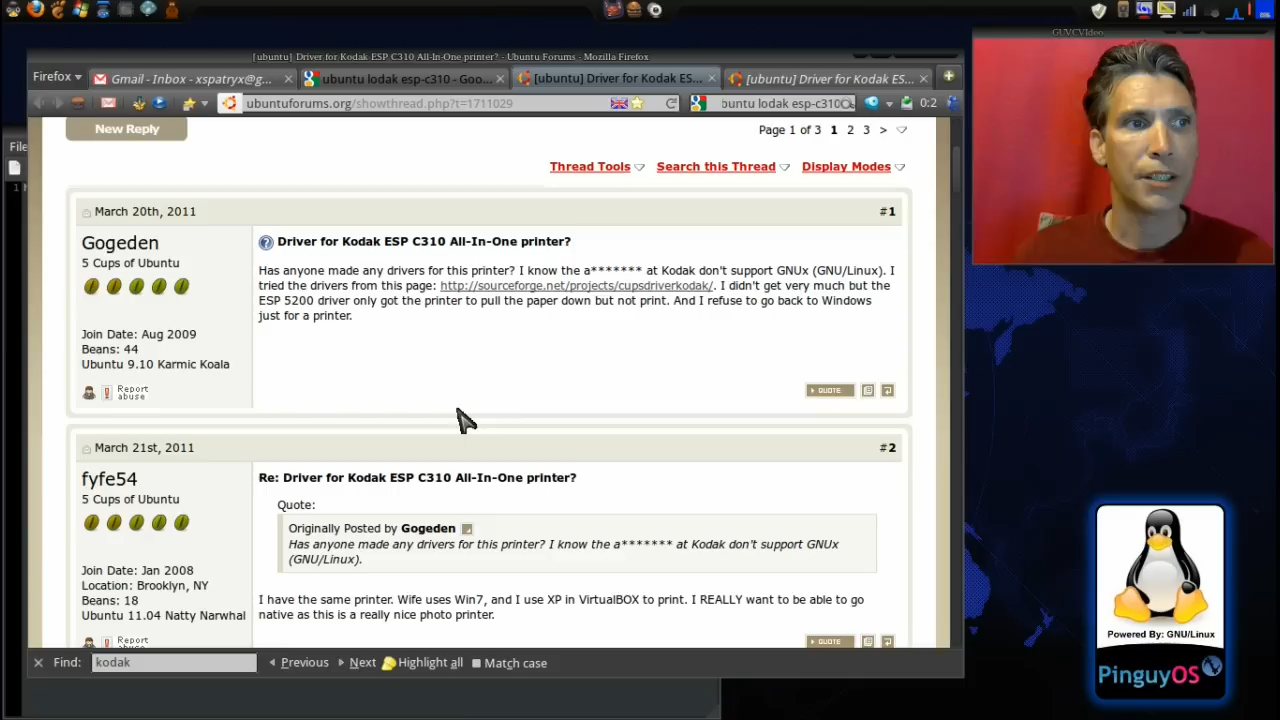 GUVCVIdeo
[ubuntu] Driver for Kodak ESP C310 All-In-One printer? - Ubuntu Forums - Mozilla Firefox
Firefox
Gmail - Inbox - xspatryx@g...
ubuntu lodak esp-c310 - Goo...
[ubuntu] Driver for Kodak ES...
[ubuntu] Driver for Kodak ESP C...
ubuntuforums.org/showthread.php?t=1711029
buntu lodak esp-c310
0:2
File
1
New Reply
Page 1 of 3 1 2 3 >
Thread Tools
Search this Thread
Display Modes
March 20th, 2011
#1
Gogeden
5 Cups of Ubuntu
Join Date: Aug 2009
Beans: 44
Ubuntu 9.10 Karmic Koala
Report
abuse
Driver for Kodak ESP C310 All-In-One printer?
Has anyone made any drivers for this printer? I know the a******* at Kodak don't support GNUx (GNU/Linux). I
tried the drivers from this page: http://sourceforge.net/projects/cupsdriverkodak/. I didn't get very much but the
ESP 5200 driver only got the printer to pull the paper down but not print. And I refuse to go back to Windows
just for a printer.
QUOTE
March 21st, 2011
#2
fyfe54
5 Cups of Ubuntu
Join Date: Jan 2008
Location: Brooklyn, NY
Beans: 18
Ubuntu 11.04 Natty Narwhal
Report
Re: Driver for Kodak ESP C310 All-In-One printer?
Quote:
Originally Posted by Gogeden
Has anyone made any drivers for this printer? I know the a******* at Kodak don't support GNUx
(GNU/Linux).
I have the same printer. Wife uses Win7, and I use XP in VirtualBOX to print. I REALLY want to be able to go
native as this is a really nice photo printer.
QUOTE
Find: kodak
Previous
Next
Highlight all
Match case
Powered By: GNU/Linux
PinguyOS